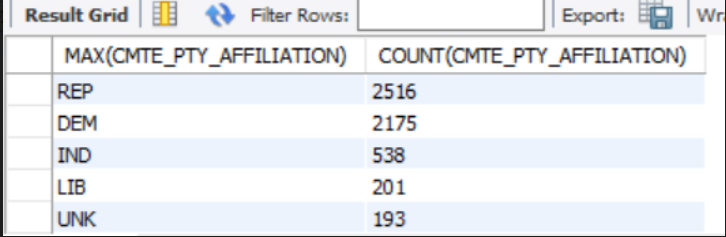 Result Grid Filter Rows: Export: Wr
MAX(CMTE_PTY_AFFILIATION) COUNT(CMTE_PTY_AFFILIATION)
REP 2516
DEM 2175
IND 538
LIB 201
UNK 193